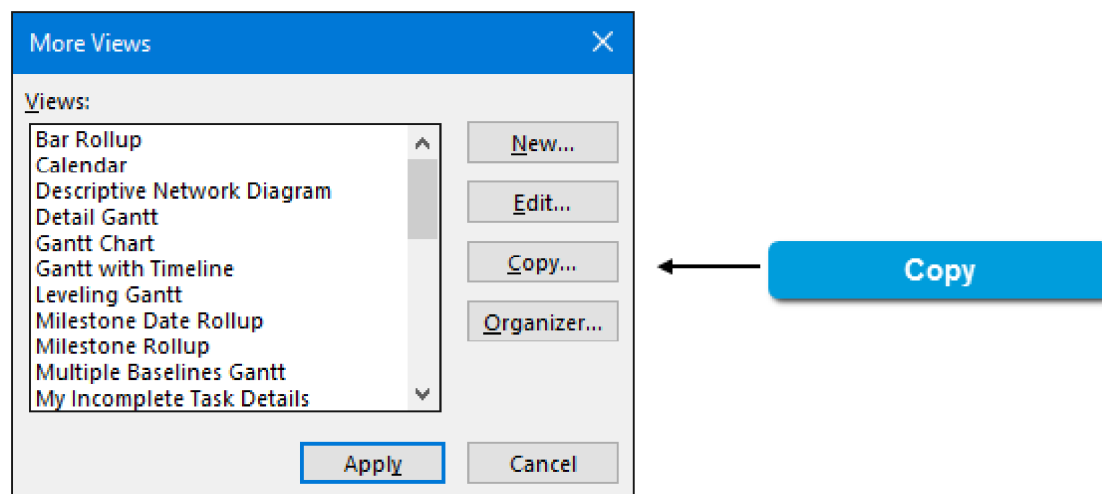 More Views
Views:
Bar Rollup
Calendar
Descriptive Network Diagram
Detail Gantt
Gantt Chart
Gantt with Timeline
Leveling Gantt
Milestone Date Rollup
Milestone Rollup
Multiple Baselines Gantt
My Incomplete Task Details
New...
Edit...
Copy...
Organizer...
Apply
Cancel
Copy